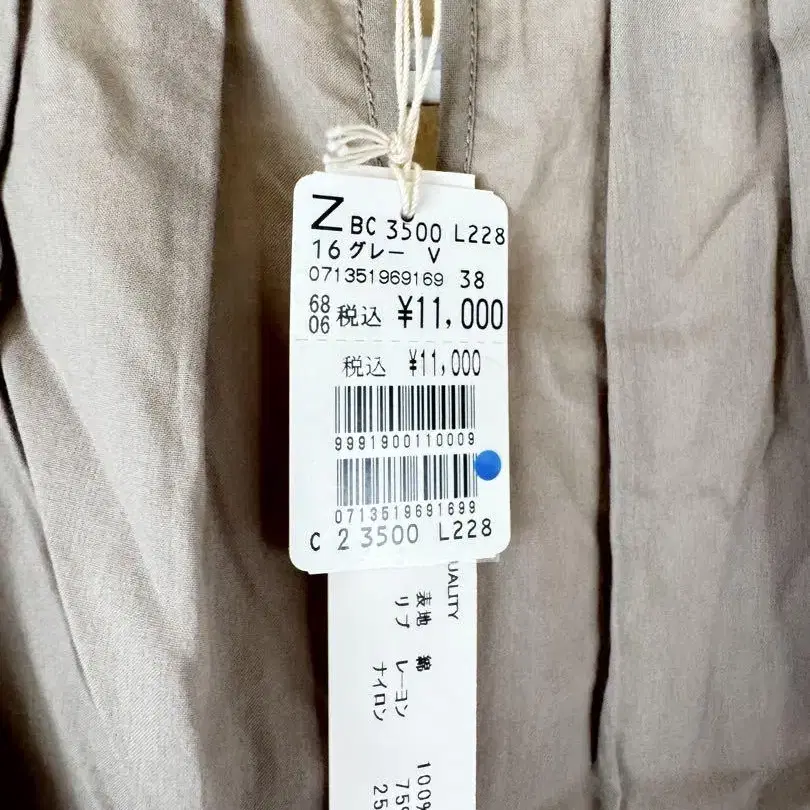 Z BC 3500 L228
16 グレー V
071351969169 38
6806 税込 ¥11,000
税込 ¥11,000
9991900110009
0713519691699
C 2 3500 L228
UALITY
表地 綿 100%
リブ レーヨン 75%
ナイロン 25